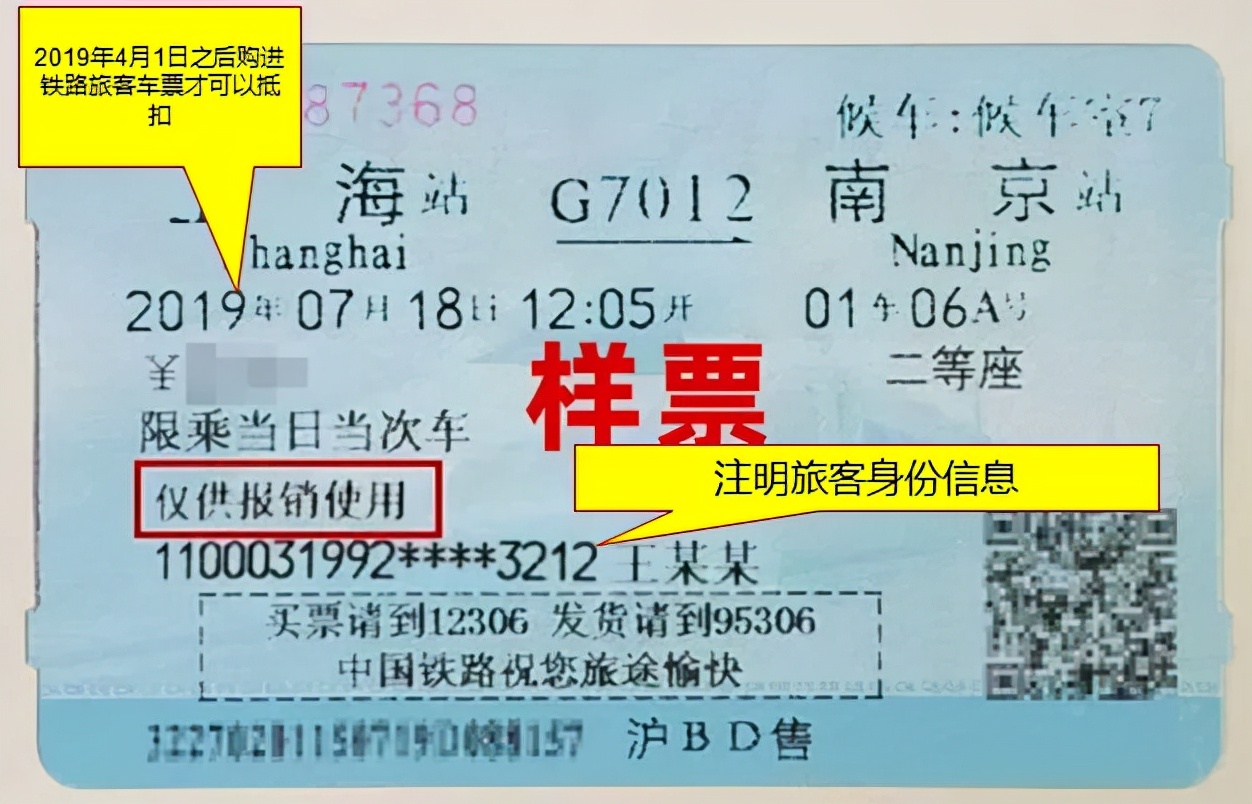 2019年4月1日之后购进
铁路旅客车票才可以抵
扣
87368
候车:候车室7
海站 G7012 南京站
hanghai Nanjing
2019年07月18日 12:05开 01车06A号
¥
二等座
样票
限乘当日当次车
注明旅客身份信息
仅供报销使用
1100031992****3212 王某某
买票请到12306 发货请到95306
中国铁路祝您旅途愉快
沪BD售